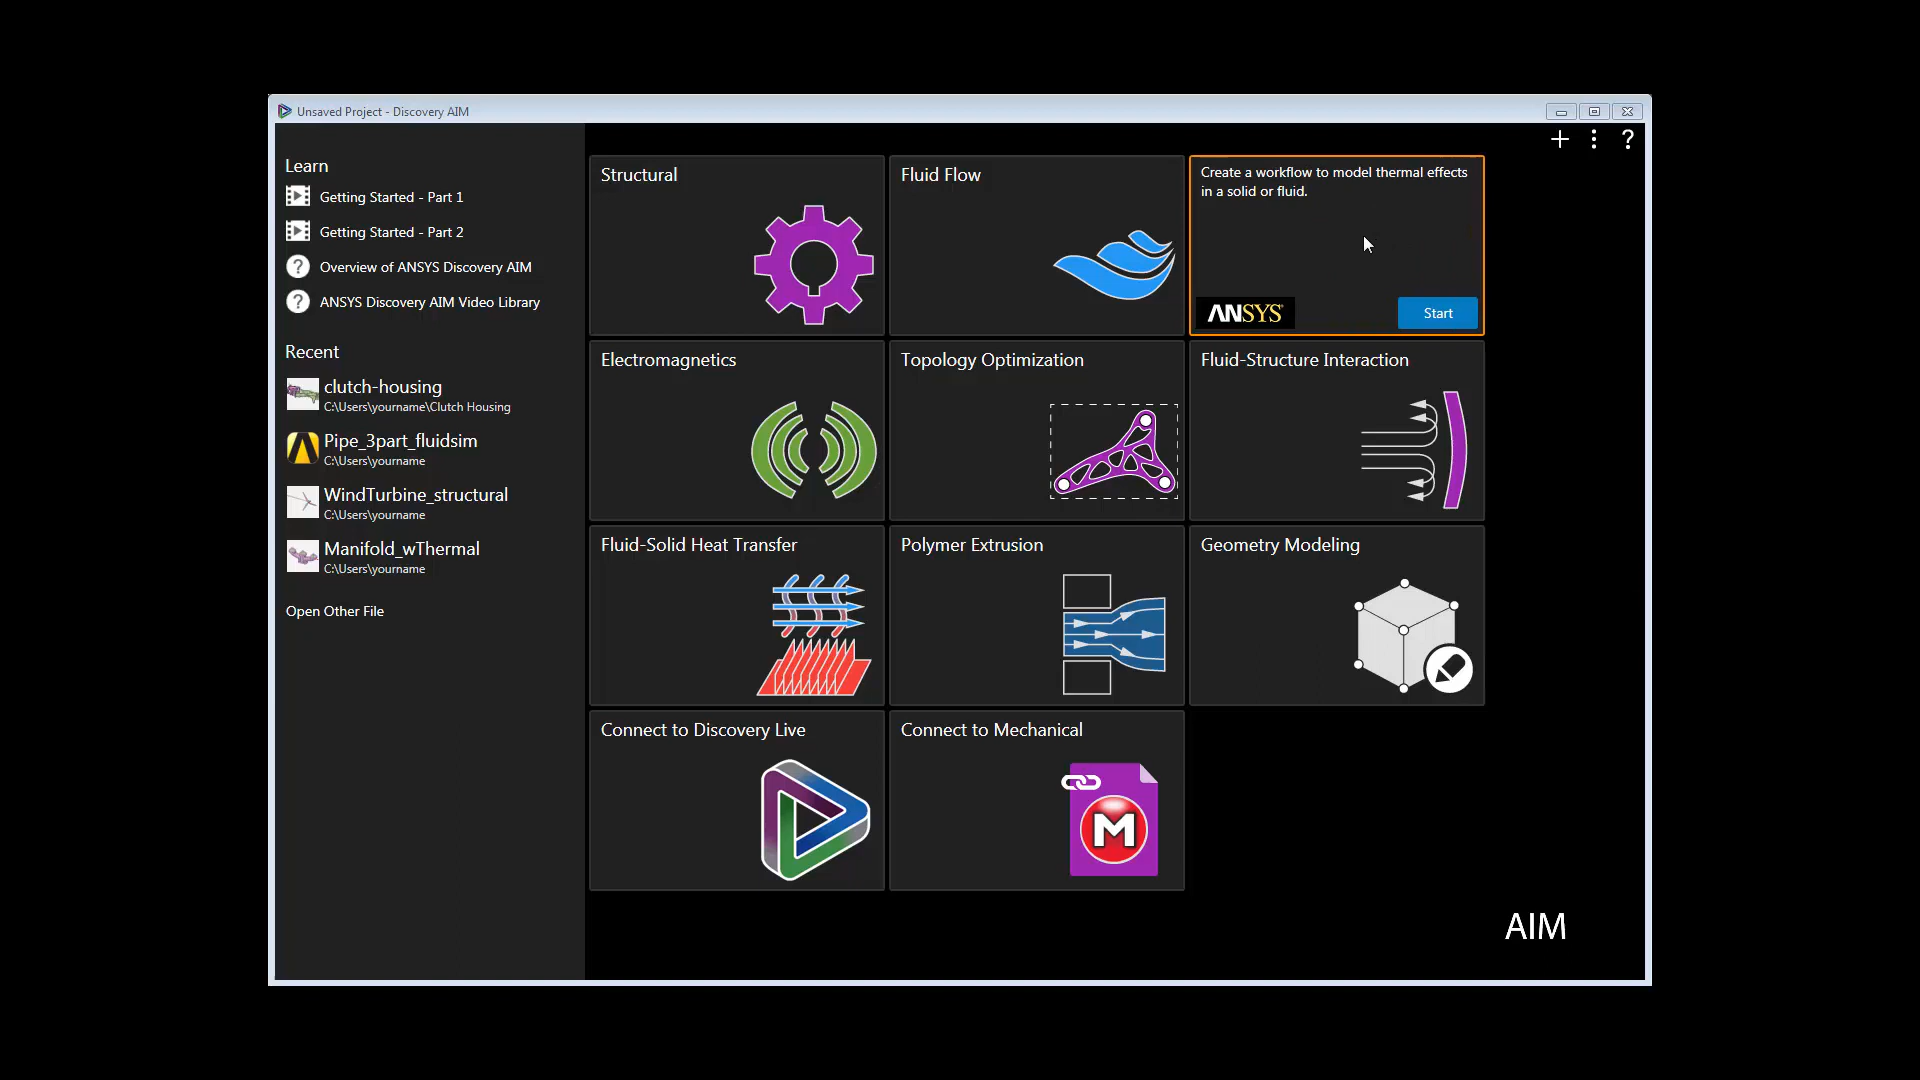 Unsaved Project - Discovery AIM
Learn
Getting Started - Part 1
Getting Started - Part 2
Overview of ANSYS Discovery AIM
ANSYS Discovery AIM Video Library
Recent
clutch-housing
C:\Users\yourname\Clutch Housing
Pipe_3part_fluidsim
C:\Users\yourname
WindTurbine_structural
C:\Users\yourname
Manifold_wThermal
C:\Users\yourname
Open Other File
Structural
Fluid Flow
Create a workflow to model thermal effects
in a solid or fluid.
ANSYS
Start
Electromagnetics
Topology Optimization
Fluid-Structure Interaction
Fluid-Solid Heat Transfer
Polymer Extrusion
Geometry Modeling
Connect to Discovery Live
Connect to Mechanical
M
AIM